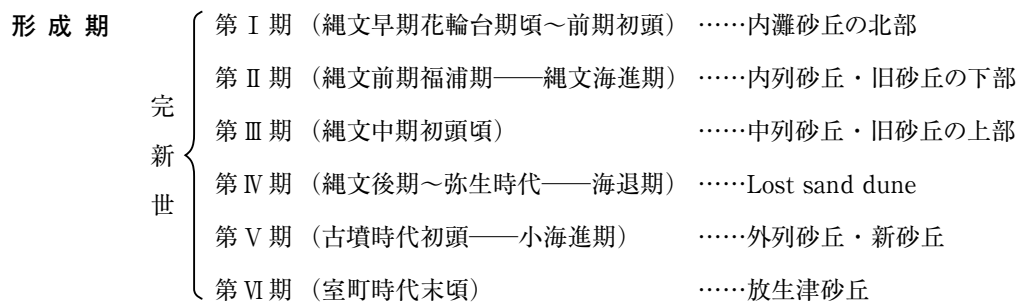 形成期
完新世
第Ⅰ期（縄文早期花輪台期頃～前期初頭）……内灘砂丘の北部
第Ⅱ期（縄文前期福浦期――縄文海進期）……内列砂丘・旧砂丘の下部
第Ⅲ期（縄文中期初頭頃）……中列砂丘・旧砂丘の上部
第Ⅳ期（縄文後期～弥生時代――海退期）……Lost sand dune
第Ⅴ期（古墳時代初頭――小海進期）……外列砂丘・新砂丘
第Ⅵ期（室町時代末頃）……放生津砂丘